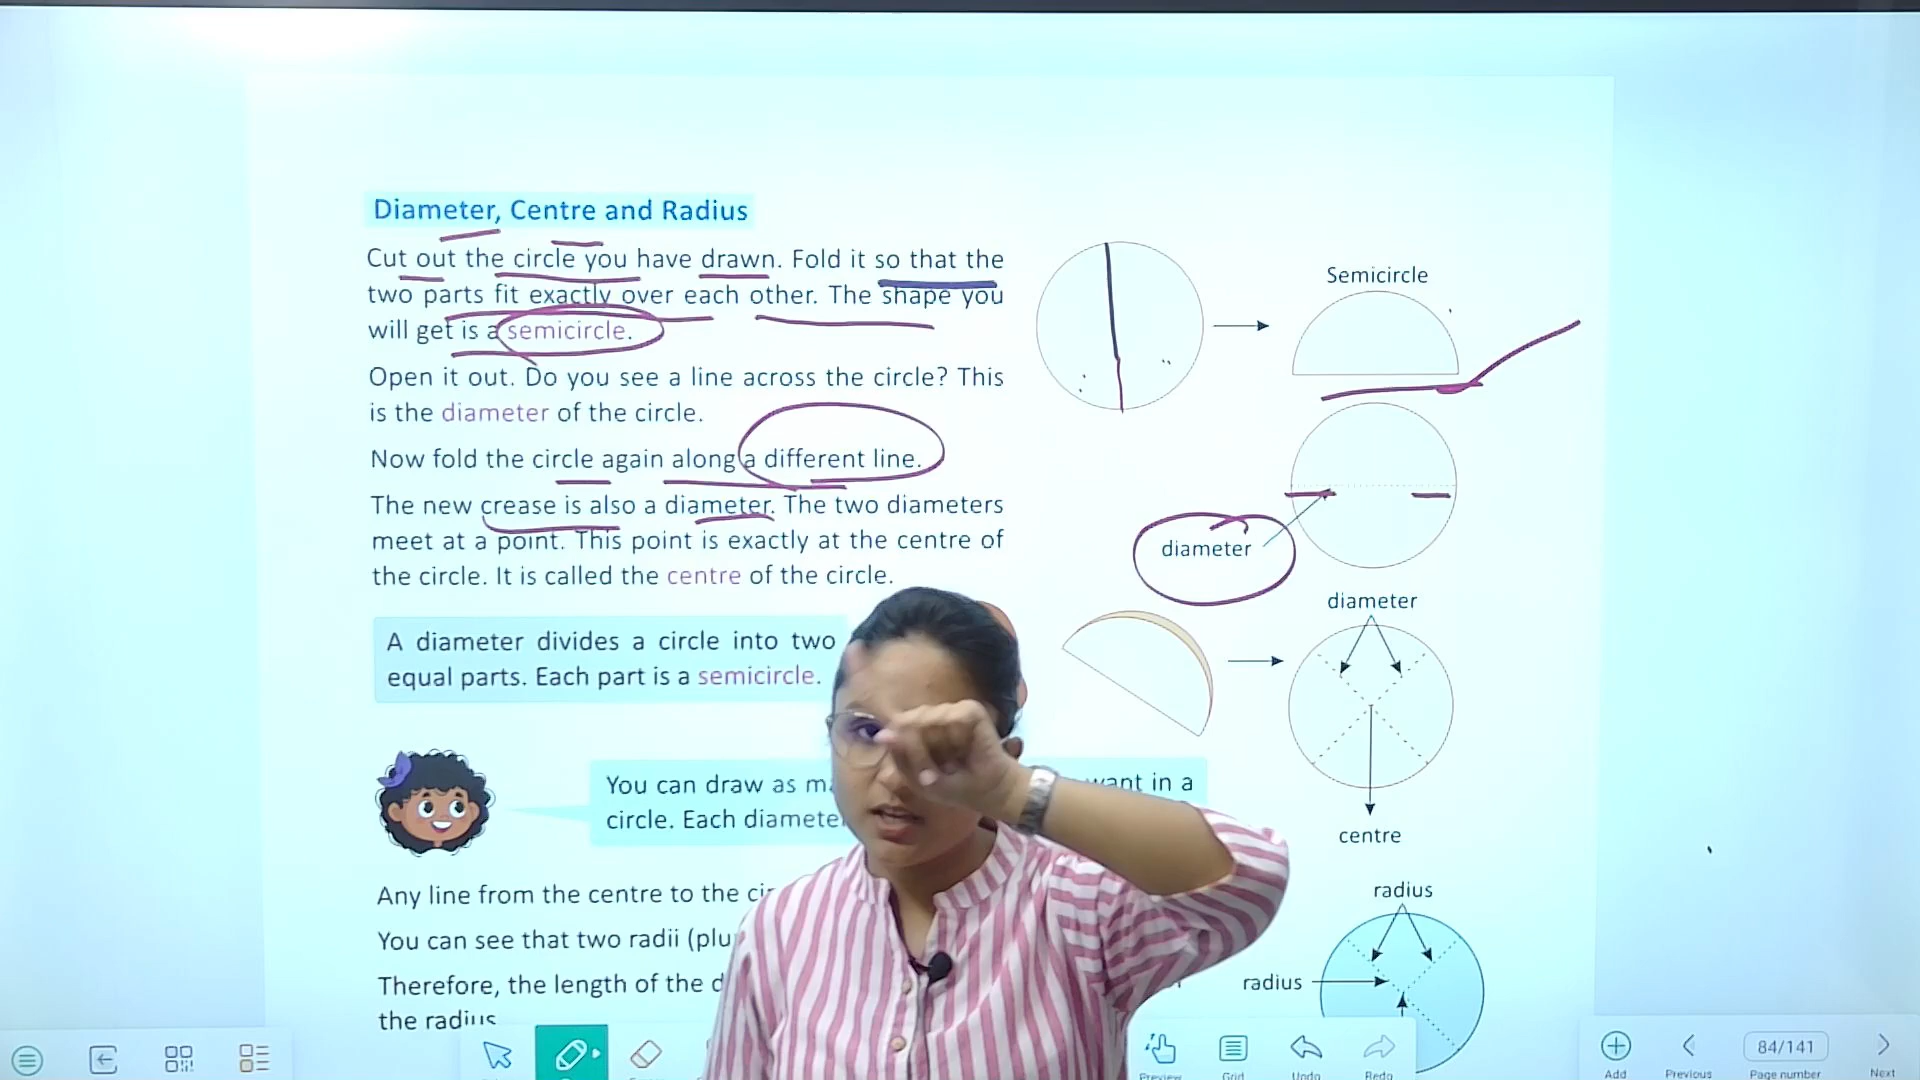 Diameter, Centre and Radius
Cut out the circle you have drawn. Fold it so that the
two parts fit exactly over each other. The shape you
will get is a semicircle.
Open it out. Do you see a line across the circle? This
is the diameter of the circle.
Now fold the circle again along a different line.
The new crease is also a diameter. The two diameters
meet at a point. This point is exactly at the centre of
the circle. It is called the centre of the circle.
A diameter divides a circle into two
equal parts. Each part is a semicircle.
You can draw as want in a
circle. Each
Any line from the centre to the
You can see that two radii
Therefore, the length of the
the radius
Semicircle
diameter
diameter
centre
radius
radius
Preview
Grid
Undo
Redo
Add
Previous
84/141
Page number
Next